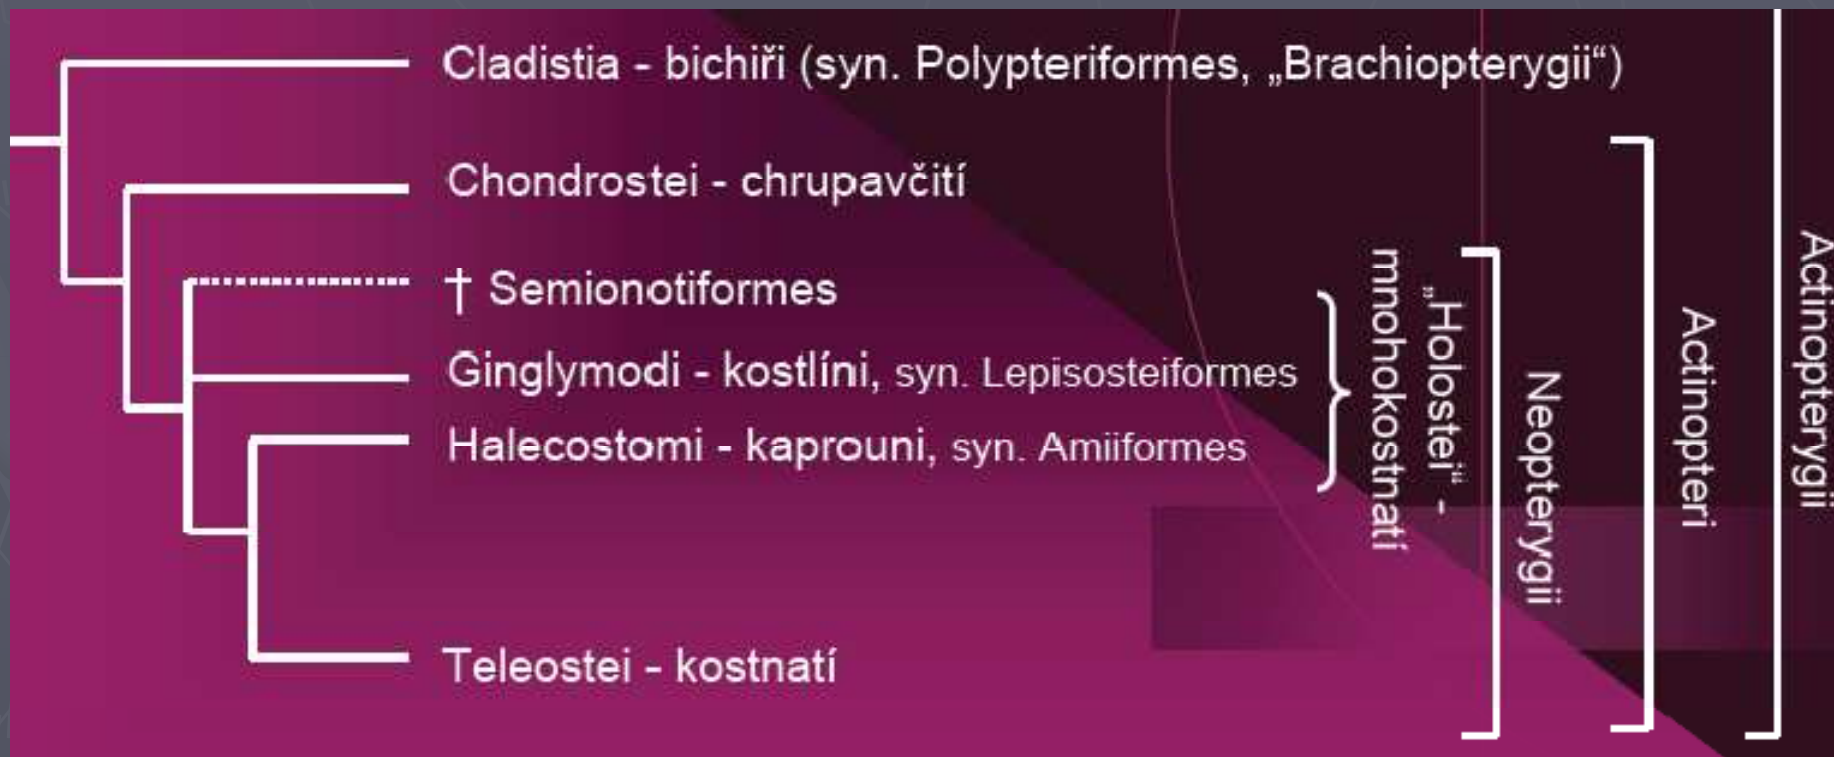 Cladistia - bichiři (syn. Polypteriformes, „Brachiopterygii“)
Chondrostei - chrupavčití
† Semionotiformes
Ginglymodi - kostlíni, syn. Lepisosteiformes
Halecostomi - kaprouni, syn. Amiiformes
Teleostei - kostnatí
„Holostei“ -
mnohokostnatí
Neopterygii
Actinopteri
Actinopterygii